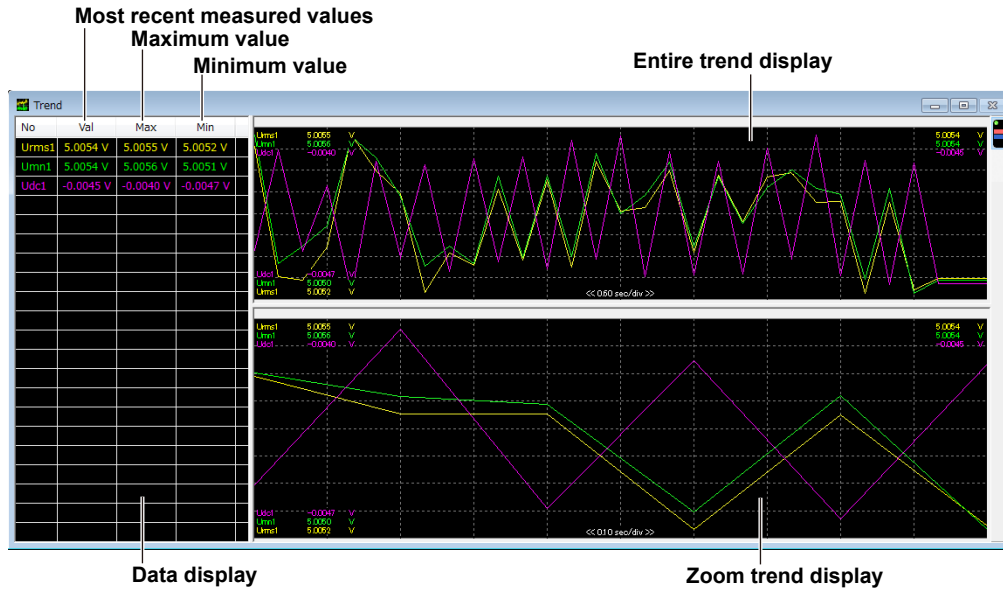 Most recent measured values
Maximum value
Minimum value
Entire trend display
Trend
No Val Max Min
Urms1 5.0054 V 5.0055 V 5.0052 V
Umn1 5.0054 V 5.0056 V 5.0051 V
Udc1 -0.0045 V -0.0040 V -0.0047 V
Urms1 5.0055 V 5.0054 V
Umn1 5.0056 V 5.0054 V
Udc1 -0.0040 V -0.0045 V
Udc1 -0.0047 V
Umn1 5.0050 V
Urms1 5.0052 V
<< 0.60 sec/div >>
Urms1 5.0055 V 5.0054 V
Umn1 5.0056 V 5.0054 V
Udc1 -0.0040 V -0.0045 V
Udc1 -0.0047 V
Umn1 5.0050 V
Urms1 5.0052 V
<< 0.10 sec/div >>
Data display
Zoom trend display